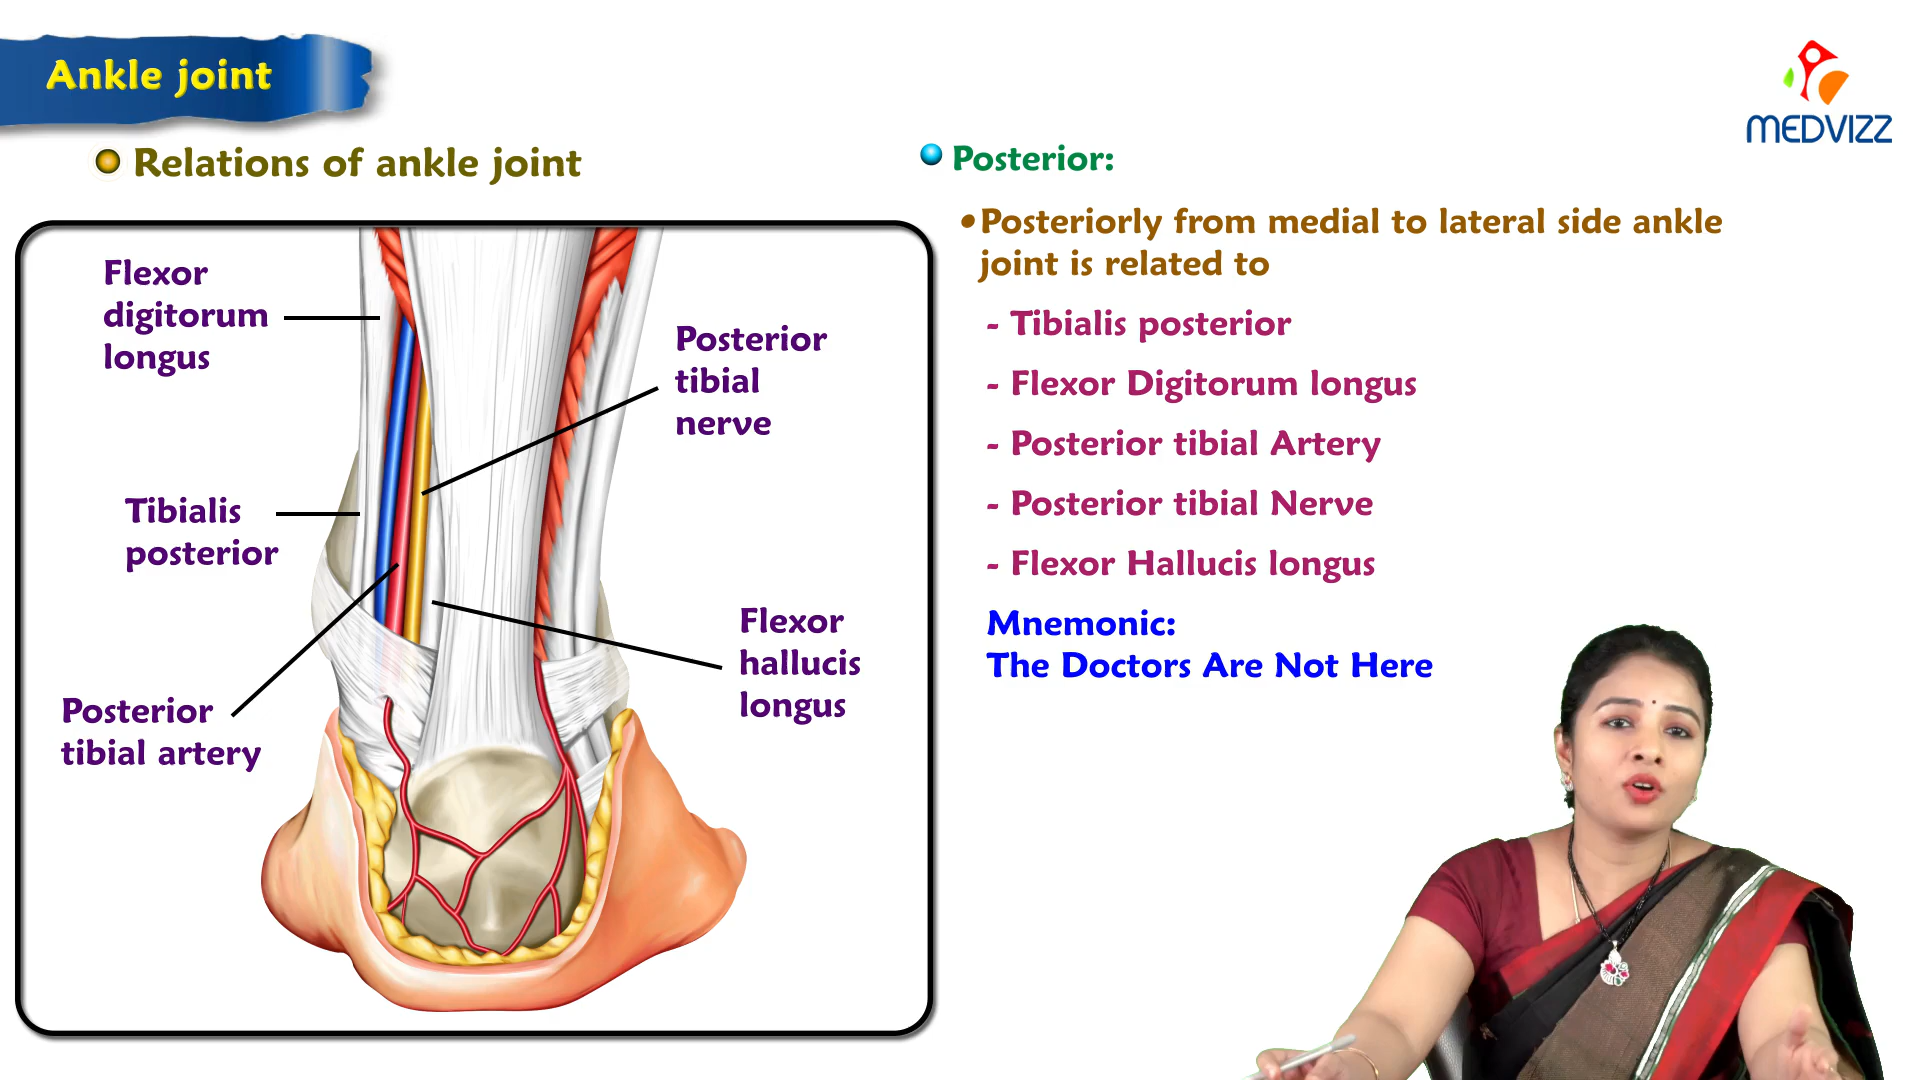 Ankle joint
MEDVIZZ
Relations of ankle joint
Flexor
digitorum
longus
Posterior
tibial
nerve
Tibialis
posterior
Flexor
hallucis
longus
Posterior
tibial artery
Posterior:
•Posteriorly from medial to lateral side ankle
joint is related to
- Tibialis posterior
- Flexor Digitorum longus
- Posterior tibial Artery
- Posterior tibial Nerve
- Flexor Hallucis longus
Mnemonic:
The Doctors Are Not Here